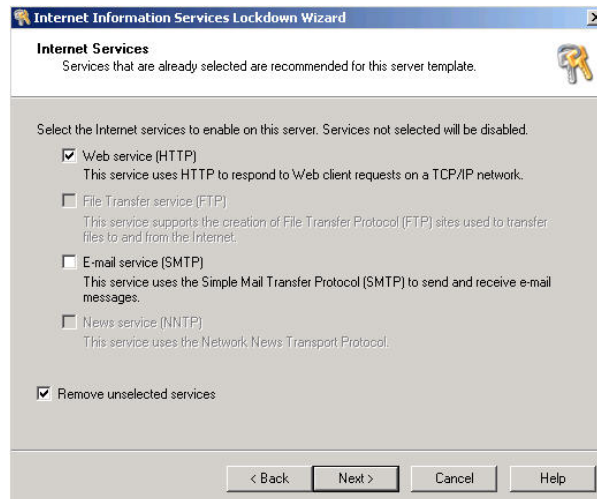 Internet Information Services Lockdown Wizard
Internet Services
Services that are already selected are recommended for this server template.
Select the Internet services to enable on this server. Services not selected will be disabled.
Web service (HTTP)
This service uses HTTP to respond to Web client requests on a TCP/IP network.
File Transfer service (FTP)
This service supports the creation of File Transfer Protocol (FTP) sites used to transfer
files to and from the Internet.
E-mail service (SMTP)
This service uses the Simple Mail Transfer Protocol (SMTP) to send and receive e-mail
messages.
News service (NNTP)
This service uses the Network News Transport Protocol.
Remove unselected services
< Back Next > Cancel Help